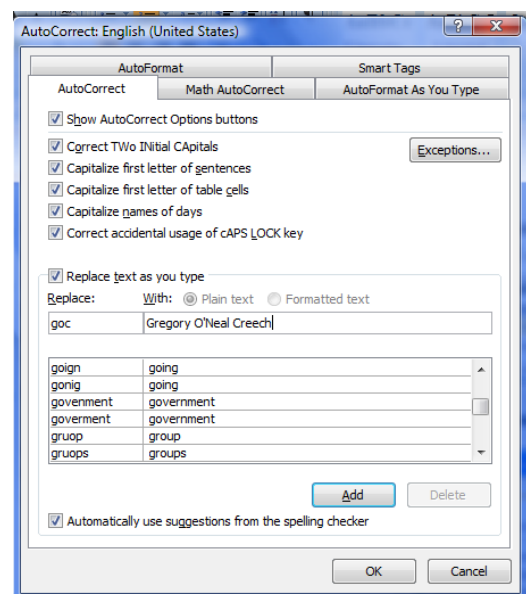 AutoCorrect: English (United States)
AutoFormat Smart Tags
AutoCorrect Math AutoCorrect AutoFormat As You Type
Show AutoCorrect Options buttons
Correct TWo INitial CApitals Exceptions...
Capitalize first letter of sentences
Capitalize first letter of table cells
Capitalize names of days
Correct accidental usage of cAPS LOCK key
Replace text as you type
Replace: With: Plain text Formatted text
goc Gregory O'Neal Creech
goign going
gonig going
govenment government
goverment government
gruop group
gruops groups
Add Delete
Automatically use suggestions from the spelling checker
OK Cancel